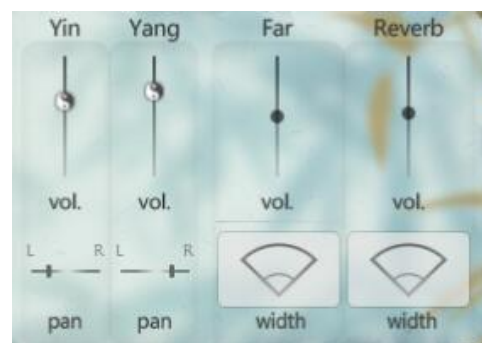 Yin Yang Far Reverb
vol. vol. vol. vol.
L R L R
pan pan width width